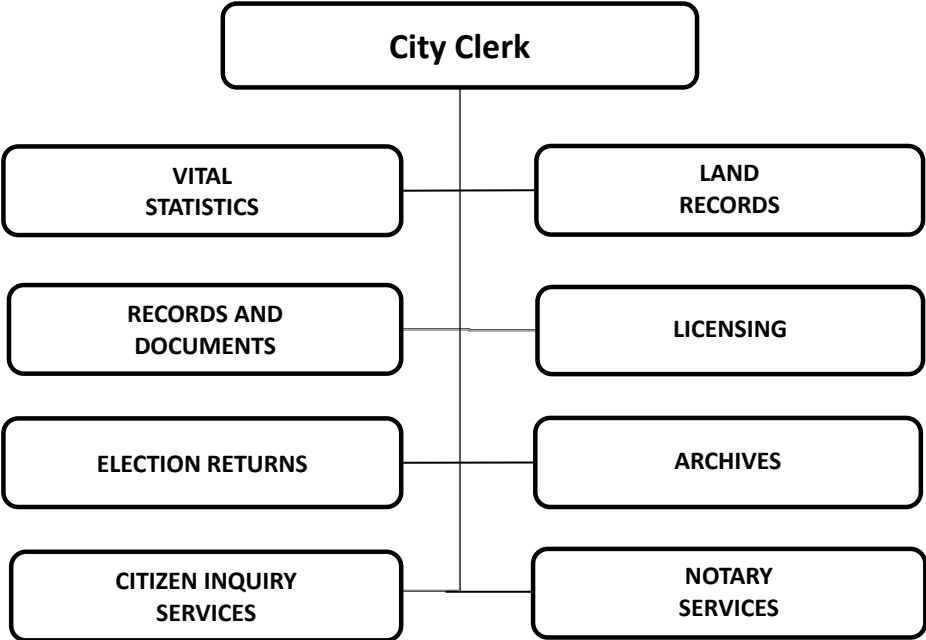 City Clerk
VITAL
STATISTICS
LAND
RECORDS
RECORDS AND
DOCUMENTS
LICENSING
ELECTION RETURNS
ARCHIVES
CITIZEN INQUIRY
SERVICES
NOTARY
SERVICES